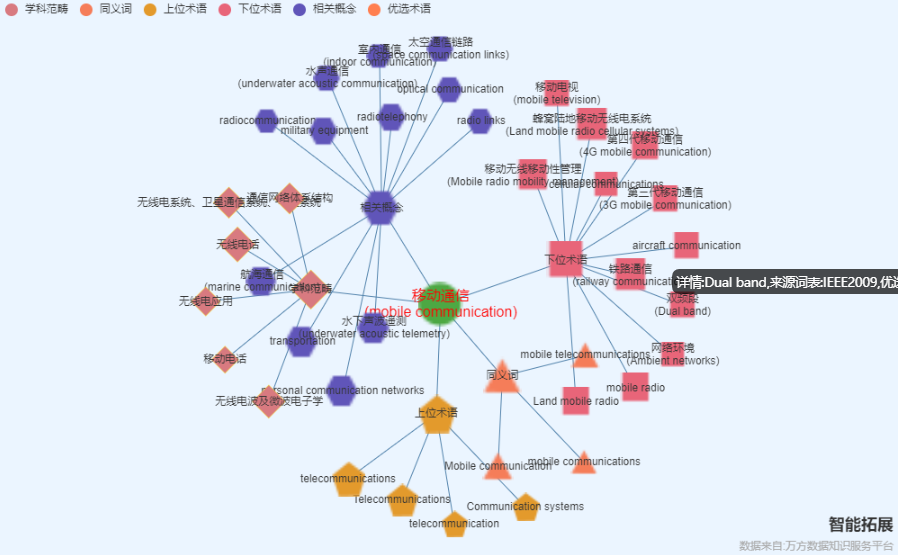 学科范畴 同义词 上位术语 下位术语 相关概念 优选术语
太空通信链路
(space communication links)
室内通信
(indoor communication)
水声通信
(underwater acoustic communication)
optical communication
radiocommunication
military equipment
radiotelephony
radio links
相关概念
移动电视
(mobile television)
蜂窝陆地移动无线电系统
(Land mobile radio cellular systems)
第四代移动通信
(4G mobile communication)
移动无线移动性管理
(Mobile radio mobility management)
cellular communications
第三代移动通信
(3G mobile communication)
aircraft communication
下位术语
铁路通信
(railway communication)
详情:Dual band,来源词表:IEEE2009,优选
双频段
(Dual band)
网络环境
(Ambient networks)
mobile radio
Land mobile radio
通信网络体系结构
无线电系统、卫星通信系统、
无线电话
航海通信
(marine communication)
学科范畴
无线电应用
移动通信
(mobile communication)
水下声遥通测
(underwater acoustic telemetry)
transportation
移动电话
personal communication networks
无线电波及微波电子学
mobile telecommunications
同义词
上位术语
Mobile communication
mobile communications
telecommunications
Telecommunications
Communication systems
telecommunication
智能拓展
数据来自:万方数据知识服务平台